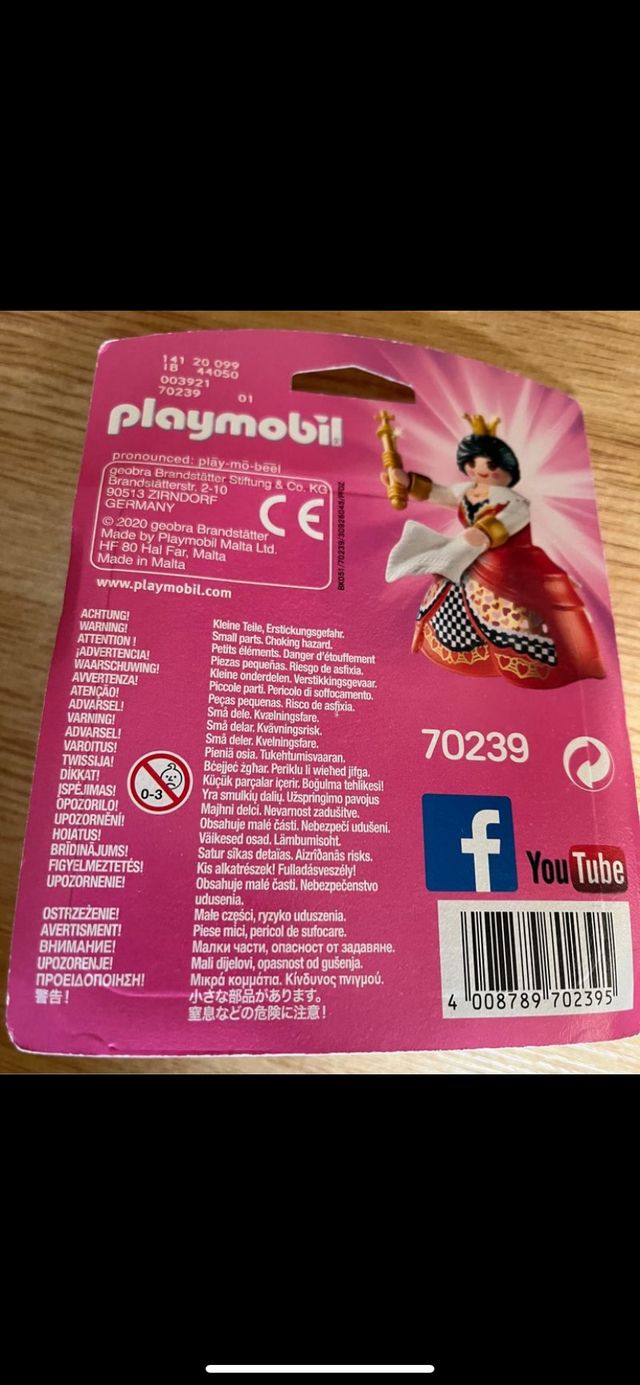 141 20 099
IB 44050
003921
70239 01
playmobil
pronounced: plāy-mō-bēēl
geobra Brandstätter Stiftung & Co. KG
Brandstätterstr. 2-10
90513 ZIRNDORF
GERMANY
CE
© 2020 geobra Brandstätter
Made by Playmobil Malta Ltd.
HF 80 Hal Far, Malta
Made in Malta
www.playmobil.com
ACHTUNG! Kleine Teile, Erstickungsgefahr.
WARNING! Small parts. Choking hazard.
ATTENTION ! Petits éléments. Danger d'étouffement
¡ADVERTENCIA! Piezas pequeñas. Riesgo de asfixia.
WAARSCHUWING! Kleine onderdelen. Verstikkingsgevaar.
AVVERTENZA! Piccole parti. Pericolo di soffocamento.
ATENÇÃO! Peças pequenas. Risco de asfixia.
ADVARSEL! Små dele. Kvælningsfare.
VARNING! Små delar. Kvävningsrisk.
ADVARSEL! Små deler. Kvelningsfare.
VAROITUS! Pieniä osia. Tukehtumisvaaran.
TWISSIJA! Bċejjeċ żgħar. Periklu li wieħed jifga.
DİKKAT! Küçük parçalar içerir. Boğulma tehlikesi!
ĮSPĖJIMAS! Yra smulkių dalių. Užspringimo pavojus
OPOZORILO! Majhni delci. Nevarnost zadušitve.
UPOZORNĚNÍ! Obsahuje malé části. Nebezpečí udušení.
HOIATUS! Väikesed osad. Lämbumisoht.
BRĪDINĀJUMS! Satur sīkas detaļas. Aizrīšanās risks.
FIGYELMEZTETÉS! Kis alkatrészek! Fulladásveszély!
UPOZORNENIE! Obsahuje malé časti. Nebezpečenstvo
udusenia.
OSTRZEŻENIE! Małe części, ryzyko uduszenia.
AVERTISMENT! Piese mici, pericol de sufocare.
ВНИМАНИЕ! Малки части, опасност от задавяне.
UPOZORENJE! Mali dijelovi, opasnost od gušenja.
ΠΡΟΕΙΔΟΠΟΙΗΣΗ! Μικρά κομμάτια. Κίνδυνος πνιγμού.
警告！ 小さな部品があります。
窒息などの危険に注意！
0-3
70239
f
YouTube
4 008789 702395